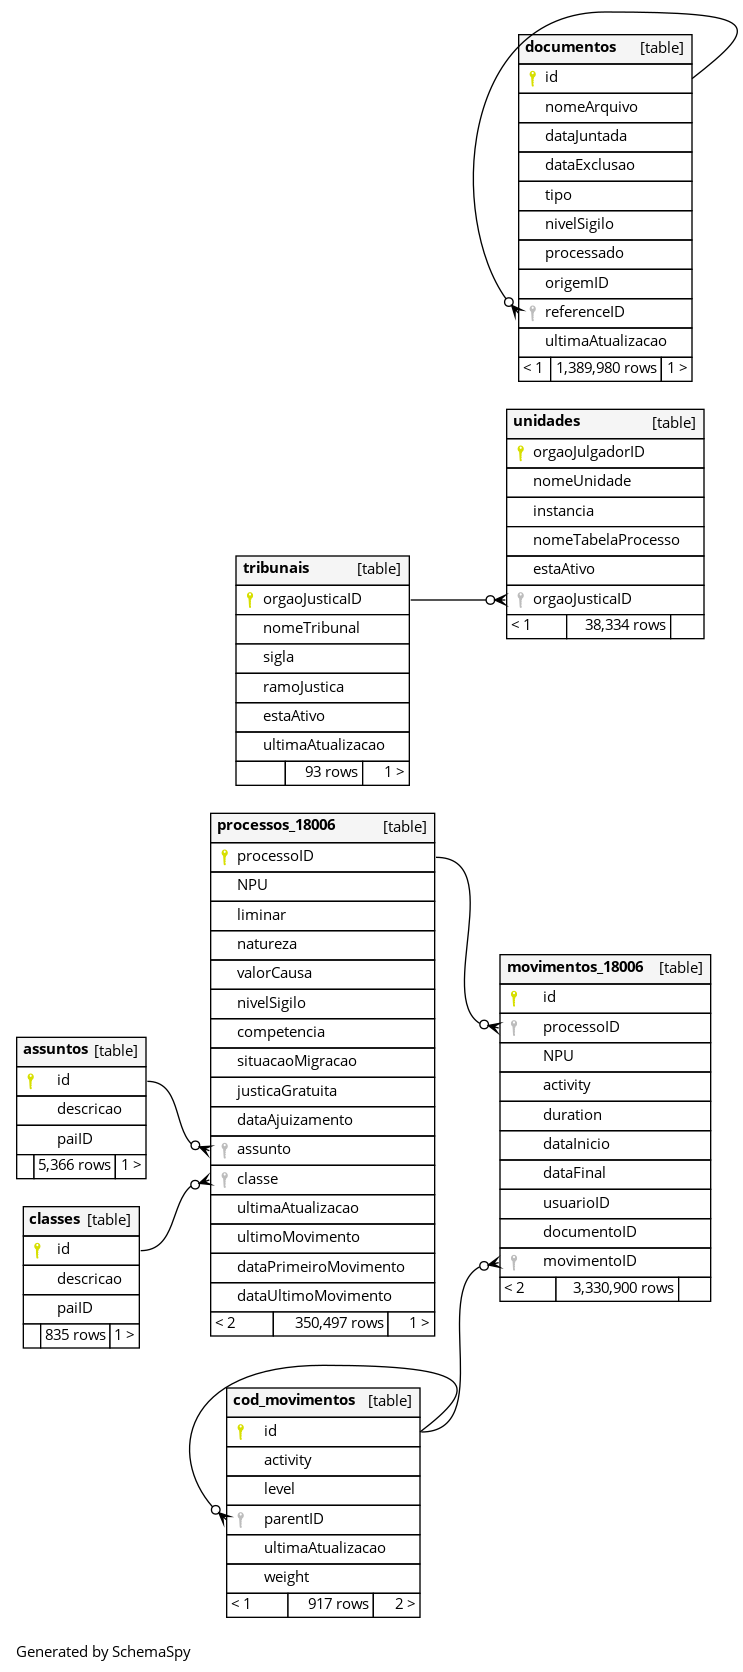 documentos [table]
id
nomeArquivo
dataJuntada
dataExclusao
tipo
nivelSigilo
processado
origemID
referenceID
ultimaAtualizacao
< 1 1,389,980 rows 1 >
unidades [table]
orgaoJulgadorID
nomeUnidade
instancia
nomeTabelaProcesso
estaAtivo
orgaoJusticaID
< 1 38,334 rows
tribunais [table]
orgaoJusticaID
nomeTribunal
sigla
ramoJustica
estaAtivo
ultimaAtualizacao
93 rows 1 >
processos_18006 [table]
processoID
NPU
liminar
natureza
valorCausa
nivelSigilo
competencia
situacaoMigracao
justicaGratuita
dataAjuizamento
assunto
classe
ultimaAtualizacao
ultimoMovimento
dataPrimeiroMovimento
dataUltimoMovimento
< 2 350,497 rows 1 >
movimentos_18006 [table]
id
processoID
NPU
activity
duration
dataInicio
dataFinal
usuarioID
documentoID
movimentoID
< 2 3,330,900 rows
assuntos [table]
id
descricao
paiID
5,366 rows 1 >
classes [table]
id
descricao
paiID
835 rows 1 >
cod_movimentos [table]
id
activity
level
parentID
ultimaAtualizacao
weight
< 1 917 rows 2 >
Generated by SchemaSpy